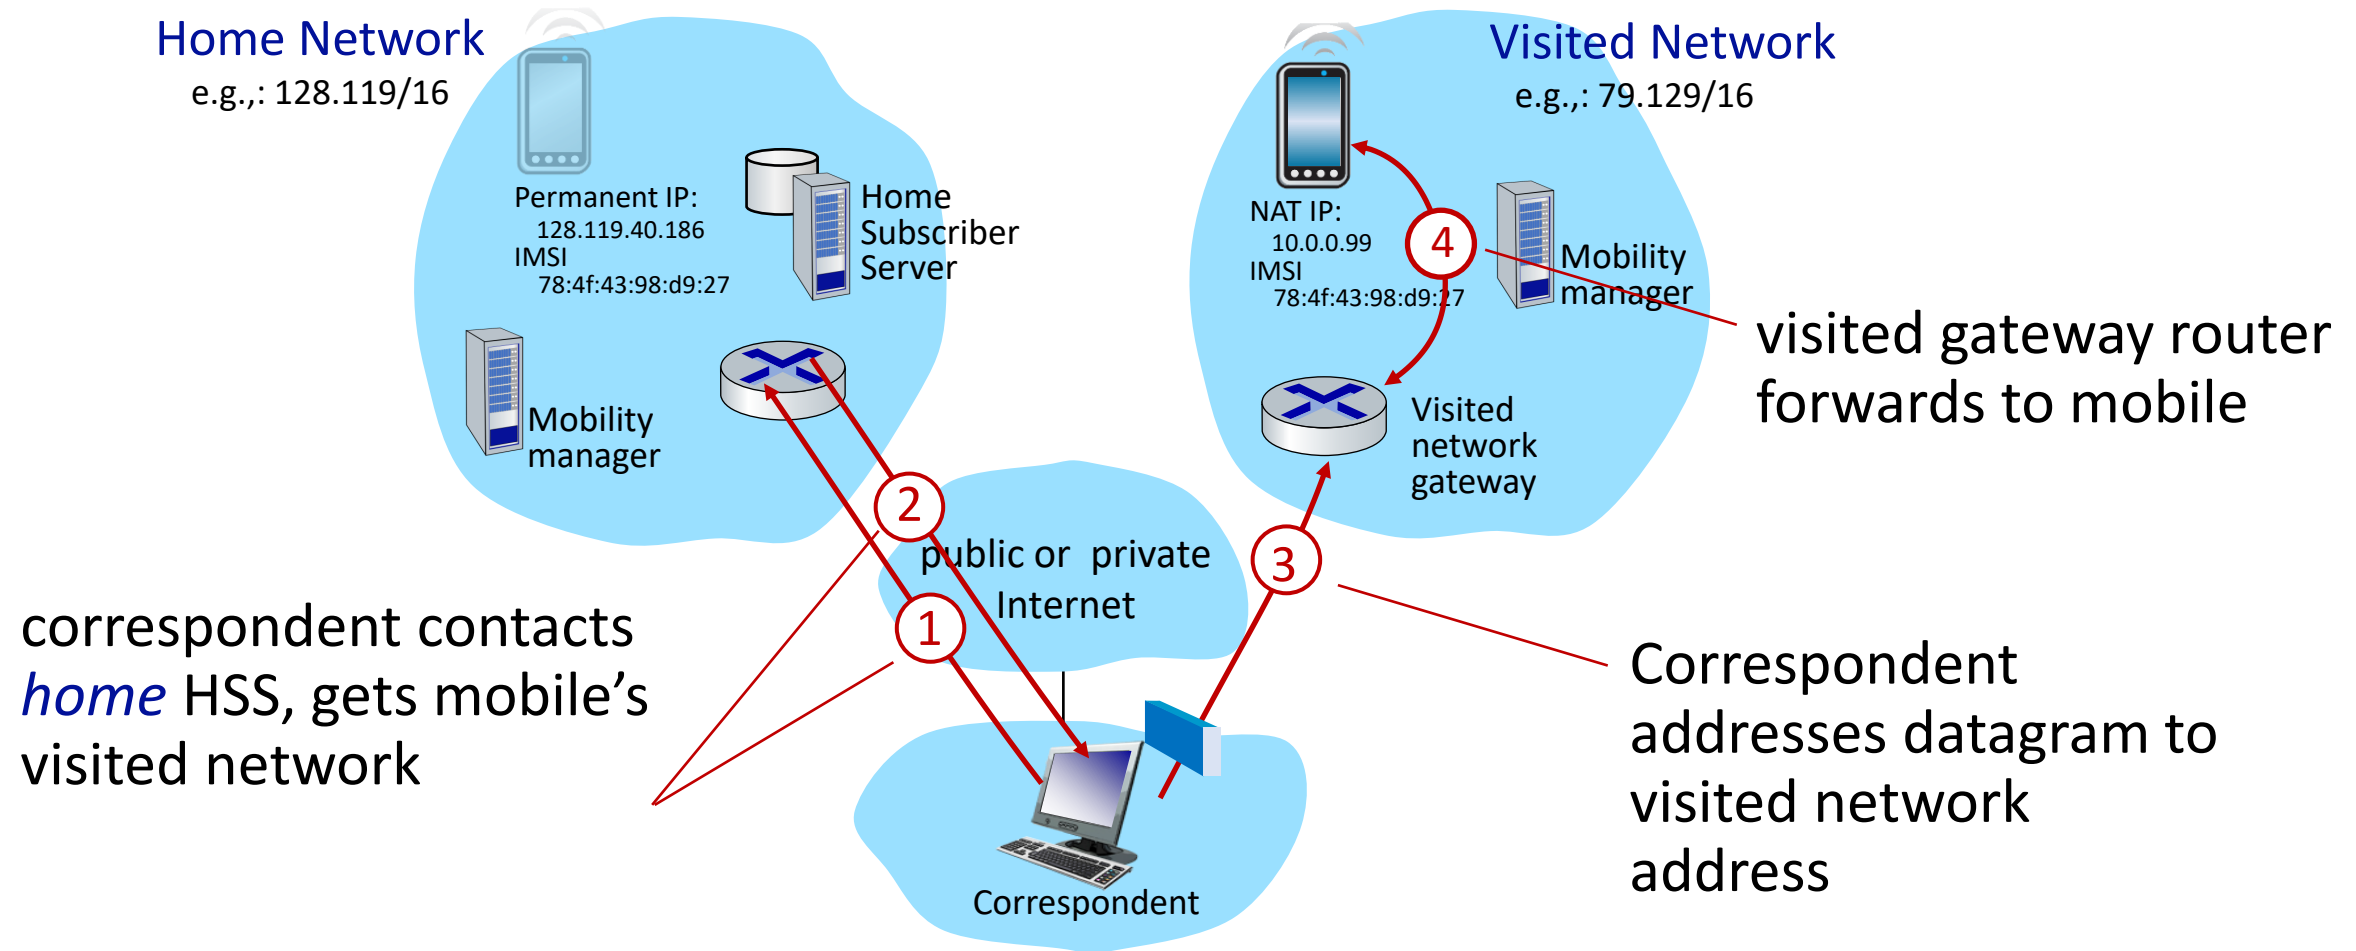 Home Network
e.g.,: 128.119/16
Permanent IP:
128.119.40.186
IMSI
78:4f:43:98:d9:27
Home
Subscriber
Server
Mobility
manager
Visited Network
e.g.,: 79.129/16
NAT IP:
10.0.0.99
IMSI
78:4f:43:98:d9:27
4
Mobility
manager
visited gateway router
forwards to mobile
Visited
network
gateway
2
public or  private
Internet
3
1
correspondent contacts
home HSS, gets mobile’s
visited network
Correspondent
addresses datagram to
visited network
address
Correspondent